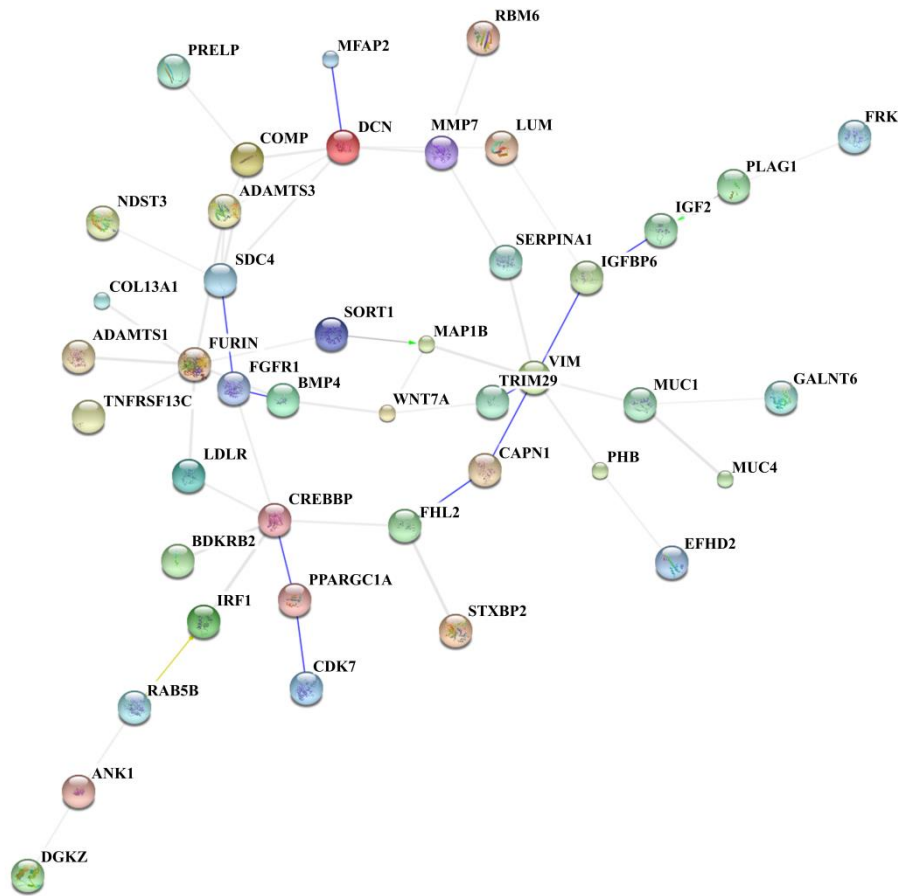 RBM6
MFAP2
PRELP
FRK
COMP
DCN
MMP7
LUM
PLAG1
ADAMTS3
NDST3
IGF2
SERPINA1
SDC4
IGFBP6
COL13A1
SORT1
MAP1B
ADAMTS1
FURIN
VIM
FGFR1
TRIM29
MUC1
GALNT6
BMP4
WNT7A
TNFRSF13C
LDLR
CAPN1
PHB
MUC4
CREBBP
FHL2
BDKRB2
EFHD2
PPARGC1A
IRF1
STXBP2
CDK7
RAB5B
ANK1
DGKZ